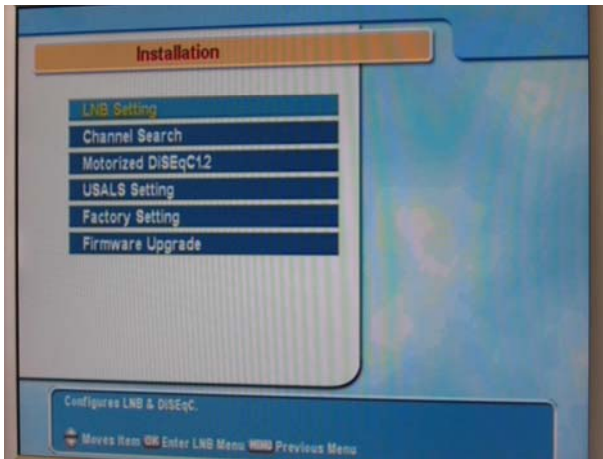 Installation
LNB Setting
Channel Search
Motorized DiSEqC1.2
USALS Setting
Factory Setting
Firmware Upgrade
Configures LNB & DiSEqC.
Moves Item OK Enter LNB Menu MENU Previous Menu